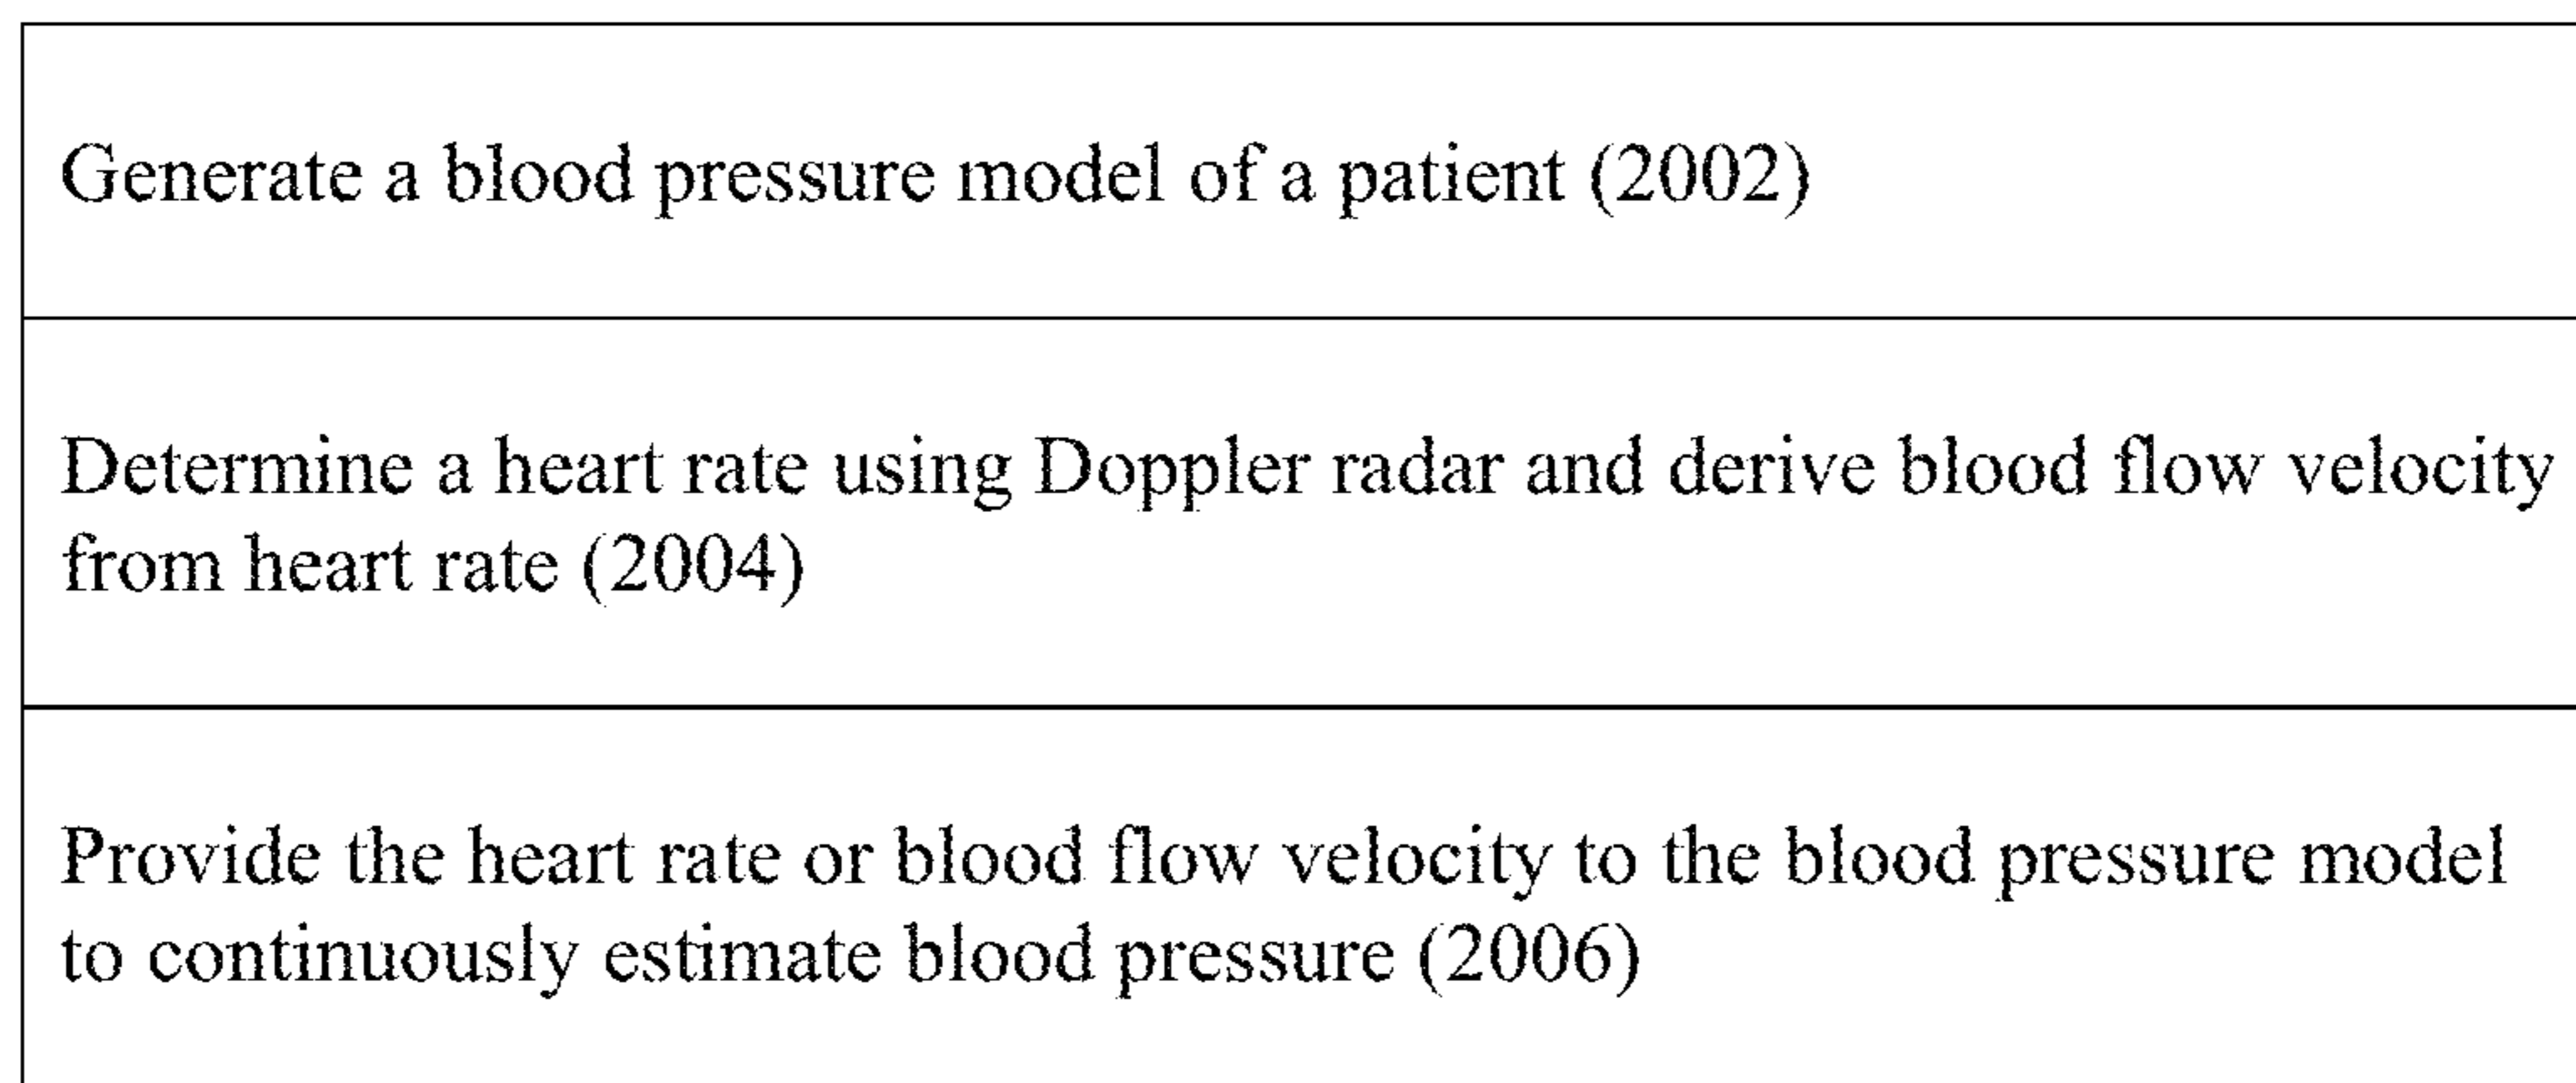 Generate a blood pressure model of a patient (2002)
Determine a heart rate using Doppler radar and derive blood flow velocity
from heart rate (2004)
Provide the heart rate or blood flow velocity to the blood pressure model
to continuously estimate blood pressure (2006)